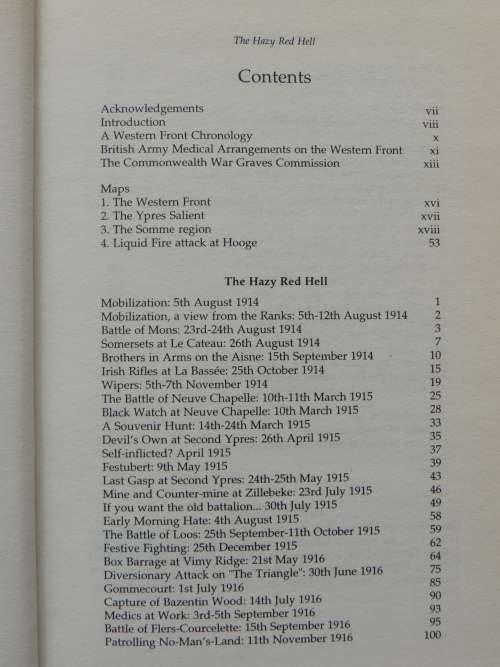 The Hazy Red Hell
Contents
Acknowledgements vii
Introduction viii
A Western Front Chronology x
British Army Medical Arrangements on the Western Front xi
The Commonwealth War Graves Commission xiii
Maps
1. The Western Front xvi
2. The Ypres Salient xvii
3. The Somme region xviii
4. Liquid Fire attack at Hooge 53
The Hazy Red Hell
Mobilization: 5th August 1914 1
Mobilization, a view from the Ranks: 5th-12th August 1914 2
Battle of Mons: 23rd-24th August 1914 3
Somersets at Le Cateau: 26th August 1914 7
Brothers in Arms on the Aisne: 15th September 1914 10
Irish Rifles at La Bassée: 25th October 1914 15
Wipers: 5th-7th November 1914 19
The Battle of Neuve Chapelle: 10th-11th March 1915 25
Black Watch at Neuve Chapelle: 10th March 1915 28
A Souvenir Hunt: 14th-24th March 1915 33
Devil's Own at Second Ypres: 26th April 1915 35
Self-inflicted? April 1915 37
Festubert: 9th May 1915 39
Last Gasp at Second Ypres: 24th-25th May 1915 43
Mine and Counter-mine at Zillebeke: 23rd July 1915 46
If you want the old battalion... 30th July 1915 49
Early Morning Hate: 4th August 1915 58
The Battle of Loos: 25th September-11th October 1915 59
Festive Fighting: 25th December 1915 62
Box Barrage at Vimy Ridge: 21st May 1916 64
Diversionary Attack on "The Triangle": 30th June 1916 75
Gommecourt: 1st July 1916 85
Capture of Bazentin Wood: 14th July 1916 90
Medics at Work: 3rd-5th September 1916 93
Battle of Flers-Courcelette: 15th September 1916 95
Patrolling No-Man's-Land: 11th November 1916 100